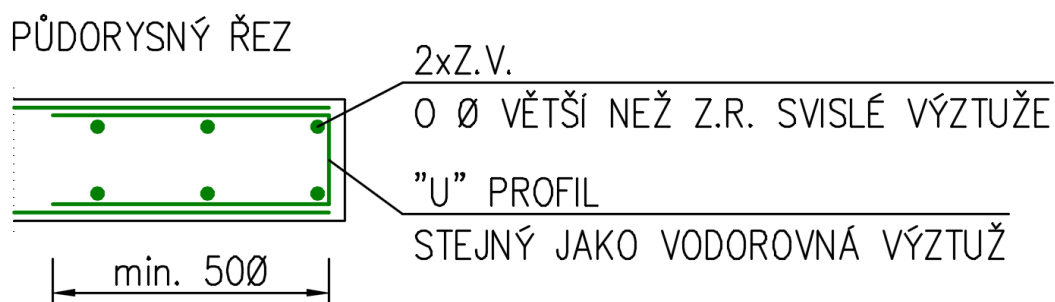 PŮDORYSNÝ ŘEZ
2xZ.V.
O Ø VĚTŠÍ NEŽ Z.R. SVISLÉ VÝZTUŽE
"U" PROFIL
STEJNÝ JAKO VODOROVNÁ VÝZTUŽ
min. 50Ø